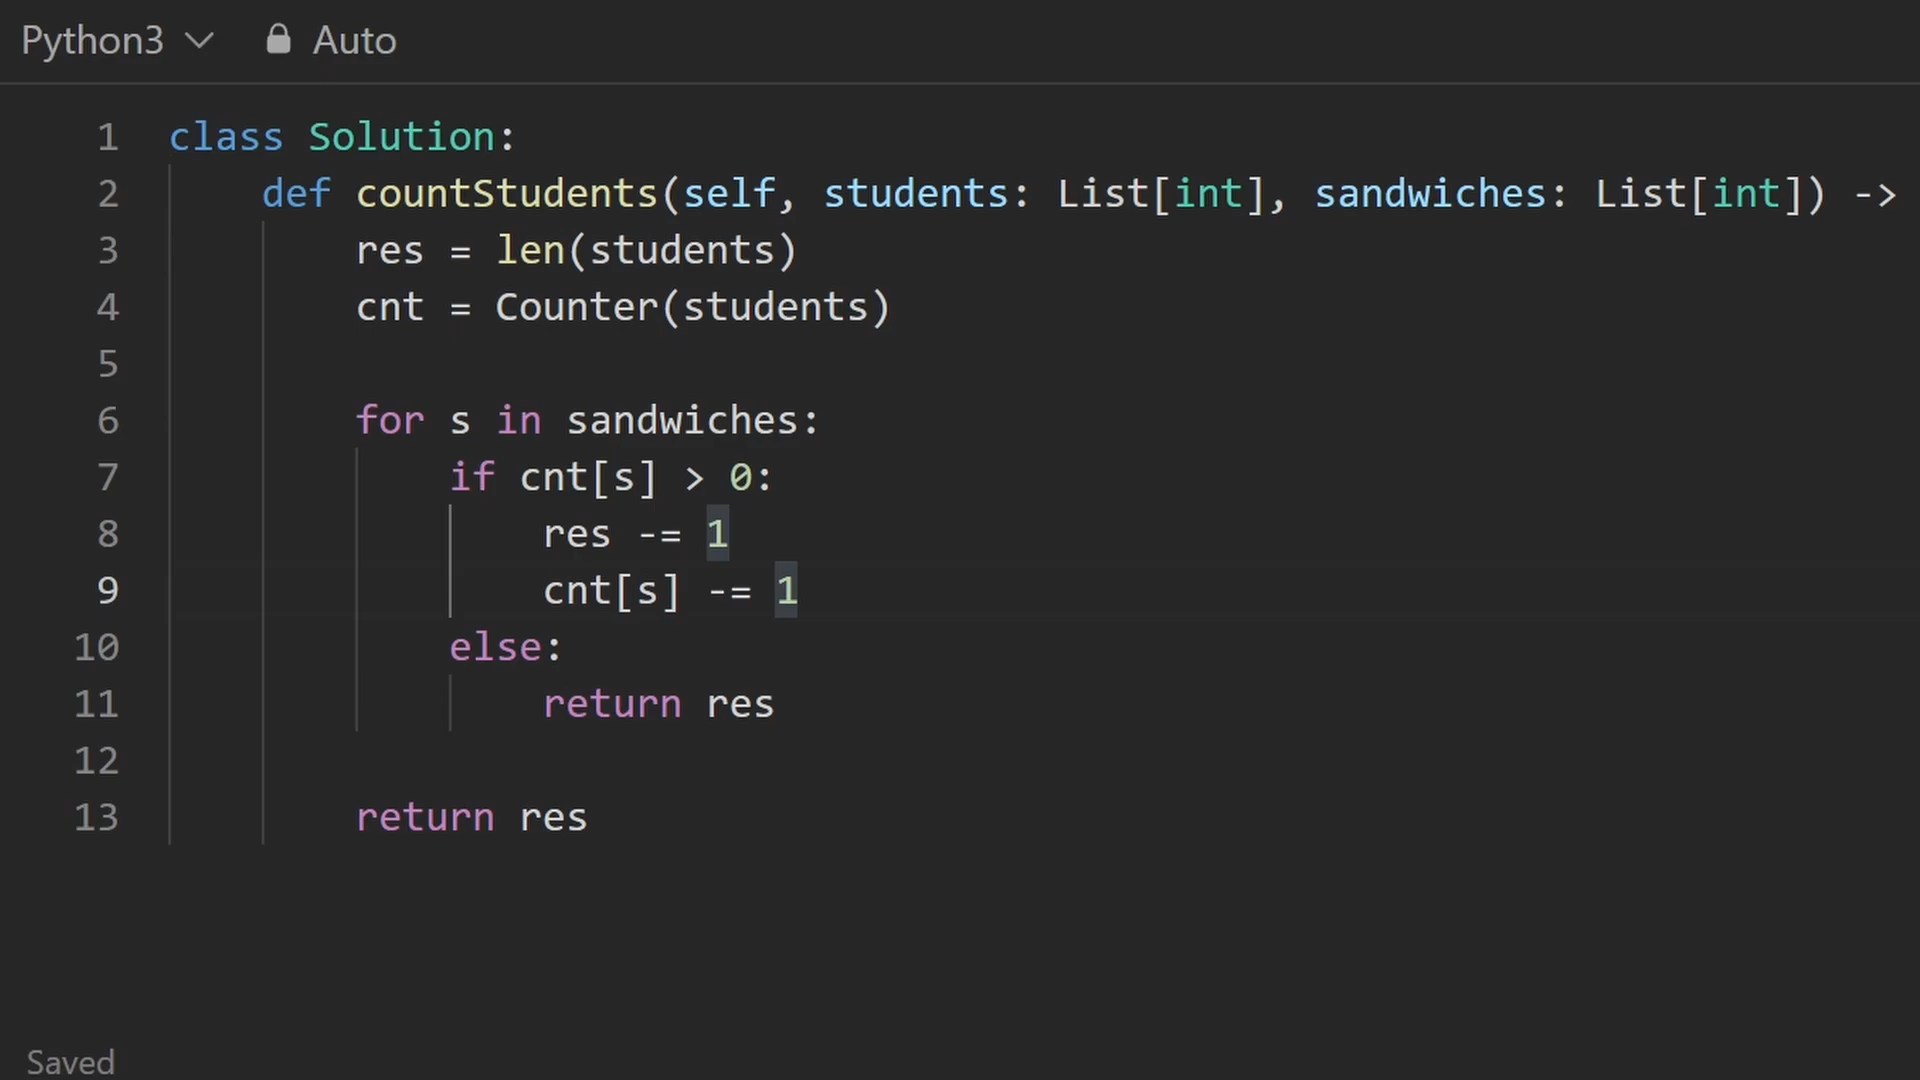 Python3 Auto
1 class Solution:
2     def countStudents(self, students: List[int], sandwiches: List[int]) ->
3         res = len(students)
4         cnt = Counter(students)
5
6         for s in sandwiches:
7             if cnt[s] > 0:
8                 res -= 1
9                 cnt[s] -= 1
10             else:
11                 return res
12
13         return res
Saved